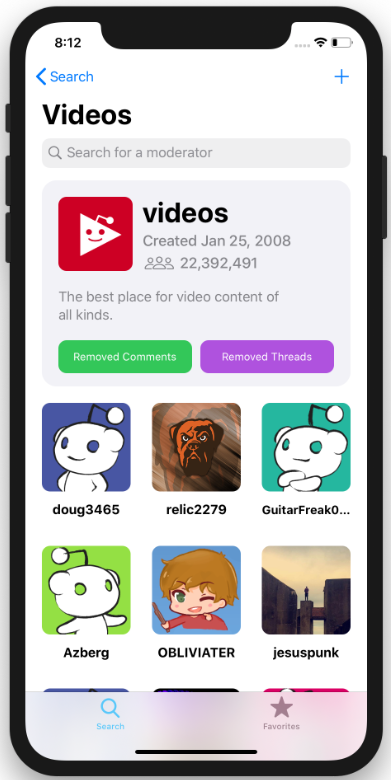 8:12
Search
Videos
Search for a moderator
videos
Created Jan 25, 2008
22,392,491
The best place for video content of
all kinds.
Removed Comments Removed Threads
doug3465 relic2279 GuitarFreak0...
Azberg OBLIVIATER jesuspunk
Search Favorites